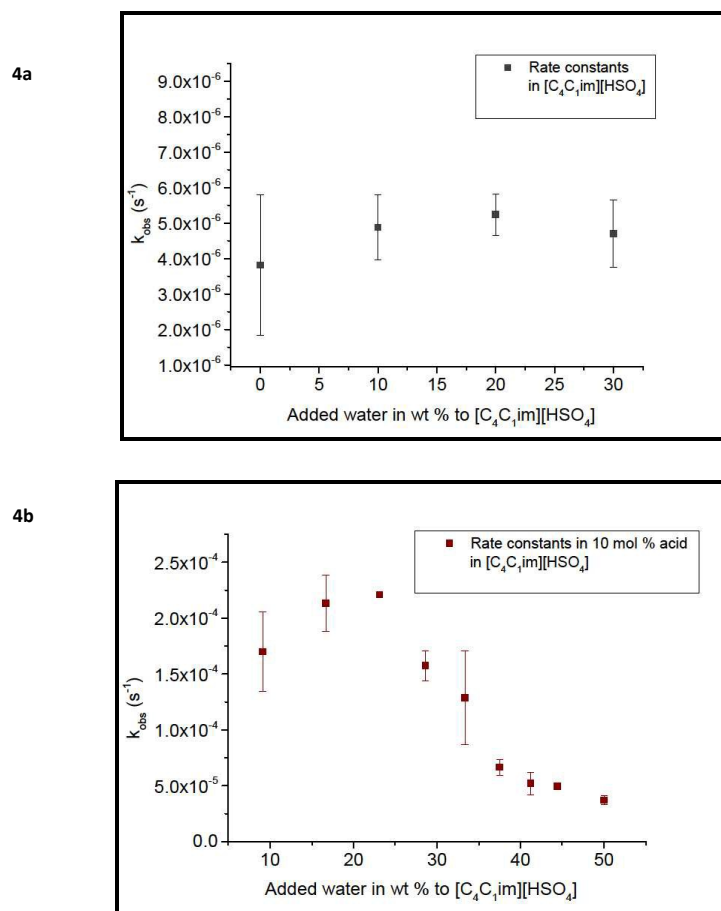 4a
Rate constants
in [C₄C₁im][HSO₄]
9.0x10⁻⁶
8.0x10⁻⁶
7.0x10⁻⁶
6.0x10⁻⁶
5.0x10⁻⁶
4.0x10⁻⁶
3.0x10⁻⁶
2.0x10⁻⁶
1.0x10⁻⁶
k_obs (s⁻¹)
0 5 10 15 20 25 30
Added water in wt % to [C₄C₁im][HSO₄]
4b
Rate constants in 10 mol % acid
in [C₄C₁im][HSO₄]
2.5x10⁻⁴
2.0x10⁻⁴
1.5x10⁻⁴
1.0x10⁻⁴
5.0x10⁻⁵
0.0
k_obs (s⁻¹)
10 20 30 40 50
Added water in wt % to [C₄C₁im][HSO₄]